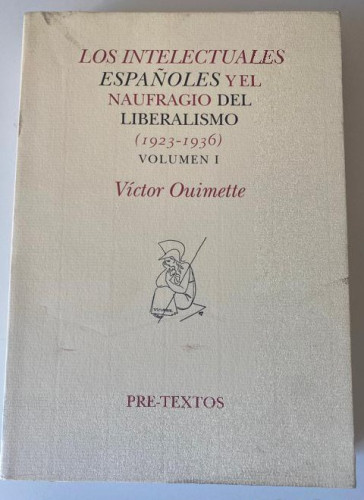 LOS INTELECTUALES
ESPAÑOLES Y EL
NAUFRAGIO DEL
LIBERALISMO
(1923-1936)
VOLUMEN I
Víctor Ouimette
PRE-TEXTOS